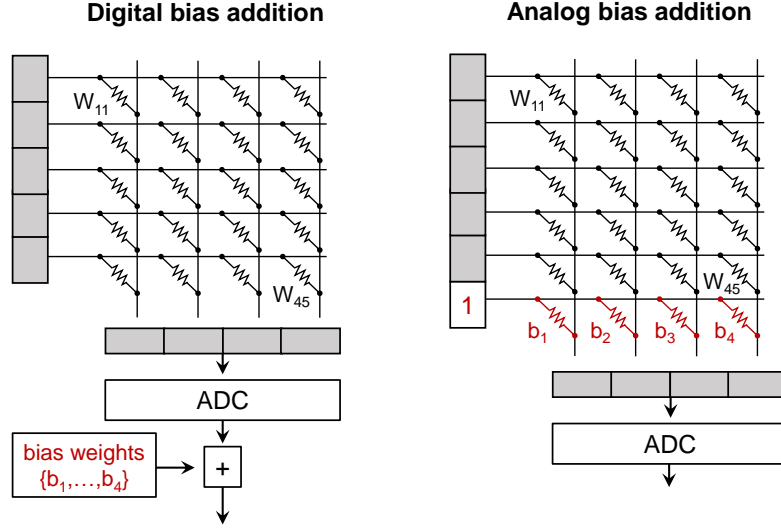 Digital bias addition
W₁₁
W₄₅
ADC
bias weights
{b₁,…,b₄}
+
Analog bias addition
W₁₁
W₄₅
1
b₁ b₂ b₃ b₄
ADC